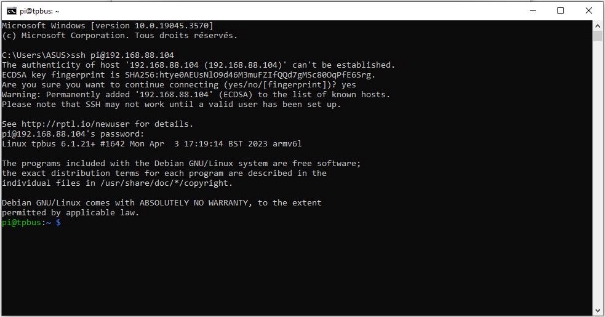 pi@tpbus: ~
Microsoft Windows [version 10.0.19045.3570]
(c) Microsoft Corporation. Tous droits réservés.
C:\Users\ASUS>ssh pi@192.168.88.104
The authenticity of host '192.168.88.104 (192.168.88.104)' can't be established.
ECDSA key fingerprint is SHA256:htye0AEUsNlO9d46M3muFZIfQQd7gMSc80OqPfE6Srg.
Are you sure you want to continue connecting (yes/no/[fingerprint])? yes
Warning: Permanently added '192.168.88.104' (ECDSA) to the list of known hosts.
Please note that SSH may not work until a valid user has been set up.
See http://rptl.io/newuser for details.
pi@192.168.88.104's password:
Linux tpbus 6.1.21+ #1642 Mon Apr  3 17:19:14 BST 2023 armv6l
The programs included with the Debian GNU/Linux system are free software;
the exact distribution terms for each program are described in the
individual files in /usr/share/doc/*/copyright.
Debian GNU/Linux comes with ABSOLUTELY NO WARRANTY, to the extent
permitted by applicable law.
pi@tpbus:~ $